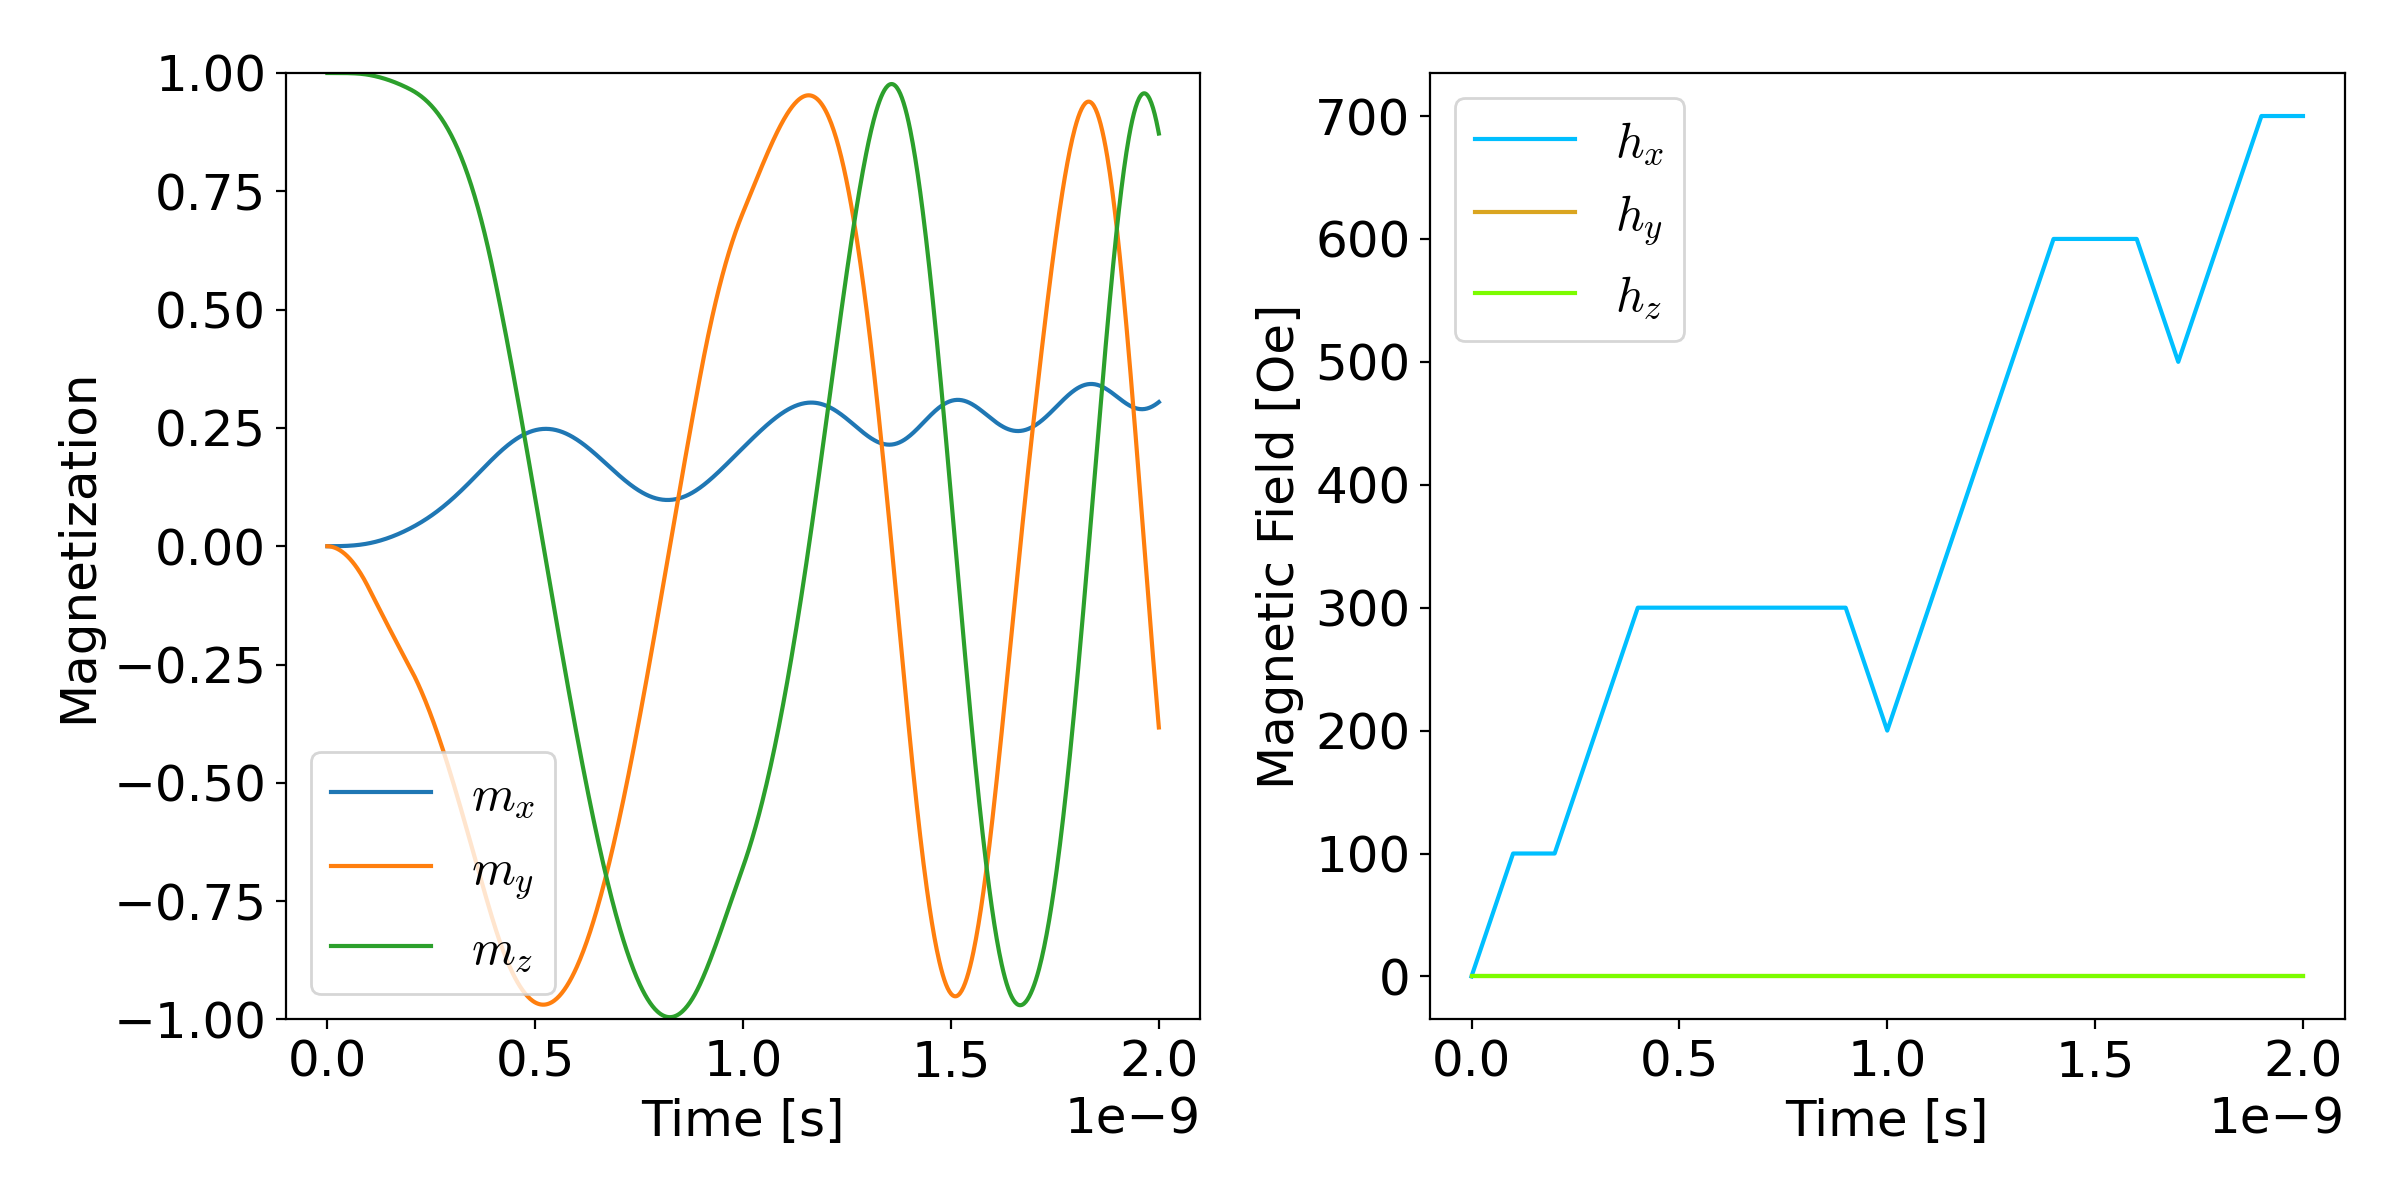 Magnetization
1.00
0.75
0.50
0.25
0.00
−0.25
−0.50
−0.75
−1.00
m_x
m_y
m_z
0.0 0.5 1.0 1.5 2.0
Time [s]
1e−9
Magnetic Field [Oe]
700
600
500
400
300
200
100
0
h_x
h_y
h_z
0.0 0.5 1.0 1.5 2.0
Time [s]
1e−9